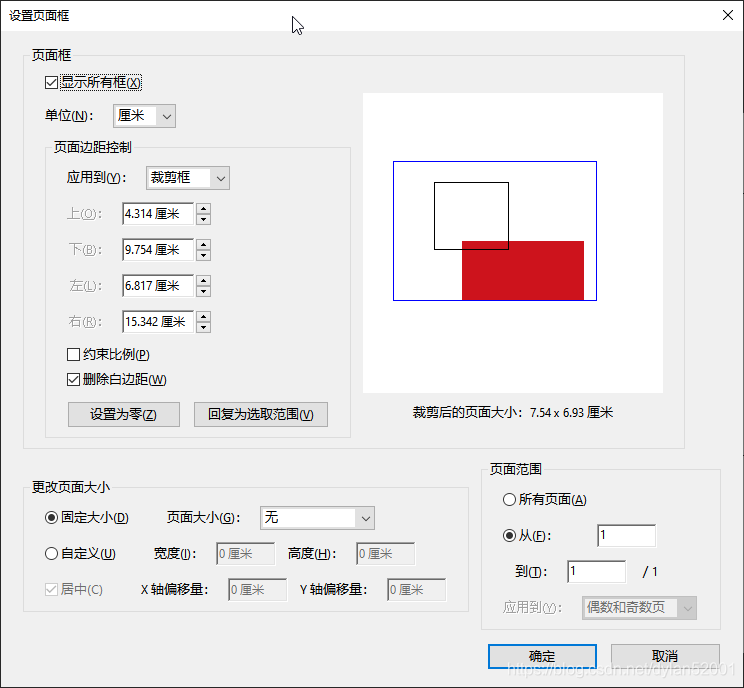 设置页面框
页面框
显示所有框(X)
单位(N): 厘米
页面边距控制
应用到(Y): 裁剪框
上(O): 4.314 厘米
下(B): 9.754 厘米
左(L): 6.817 厘米
右(R): 15.342 厘米
约束比例(P)
删除白边距(W)
设置为零(Z) 回复为选取范围(V)
裁剪后的页面大小: 7.54 x 6.93 厘米
更改页面大小
固定大小(D) 页面大小(G): 无
自定义(U) 宽度(I): 0 厘米 高度(H): 0 厘米
居中(C) X 轴偏移量: 0 厘米 Y 轴偏移量: 0 厘米
页面范围
所有页面(A)
从(F): 1
到(T): 1 / 1
应用到(Y): 偶数和奇数页
确定 取消
https://blog.csdn.net/dylan52001